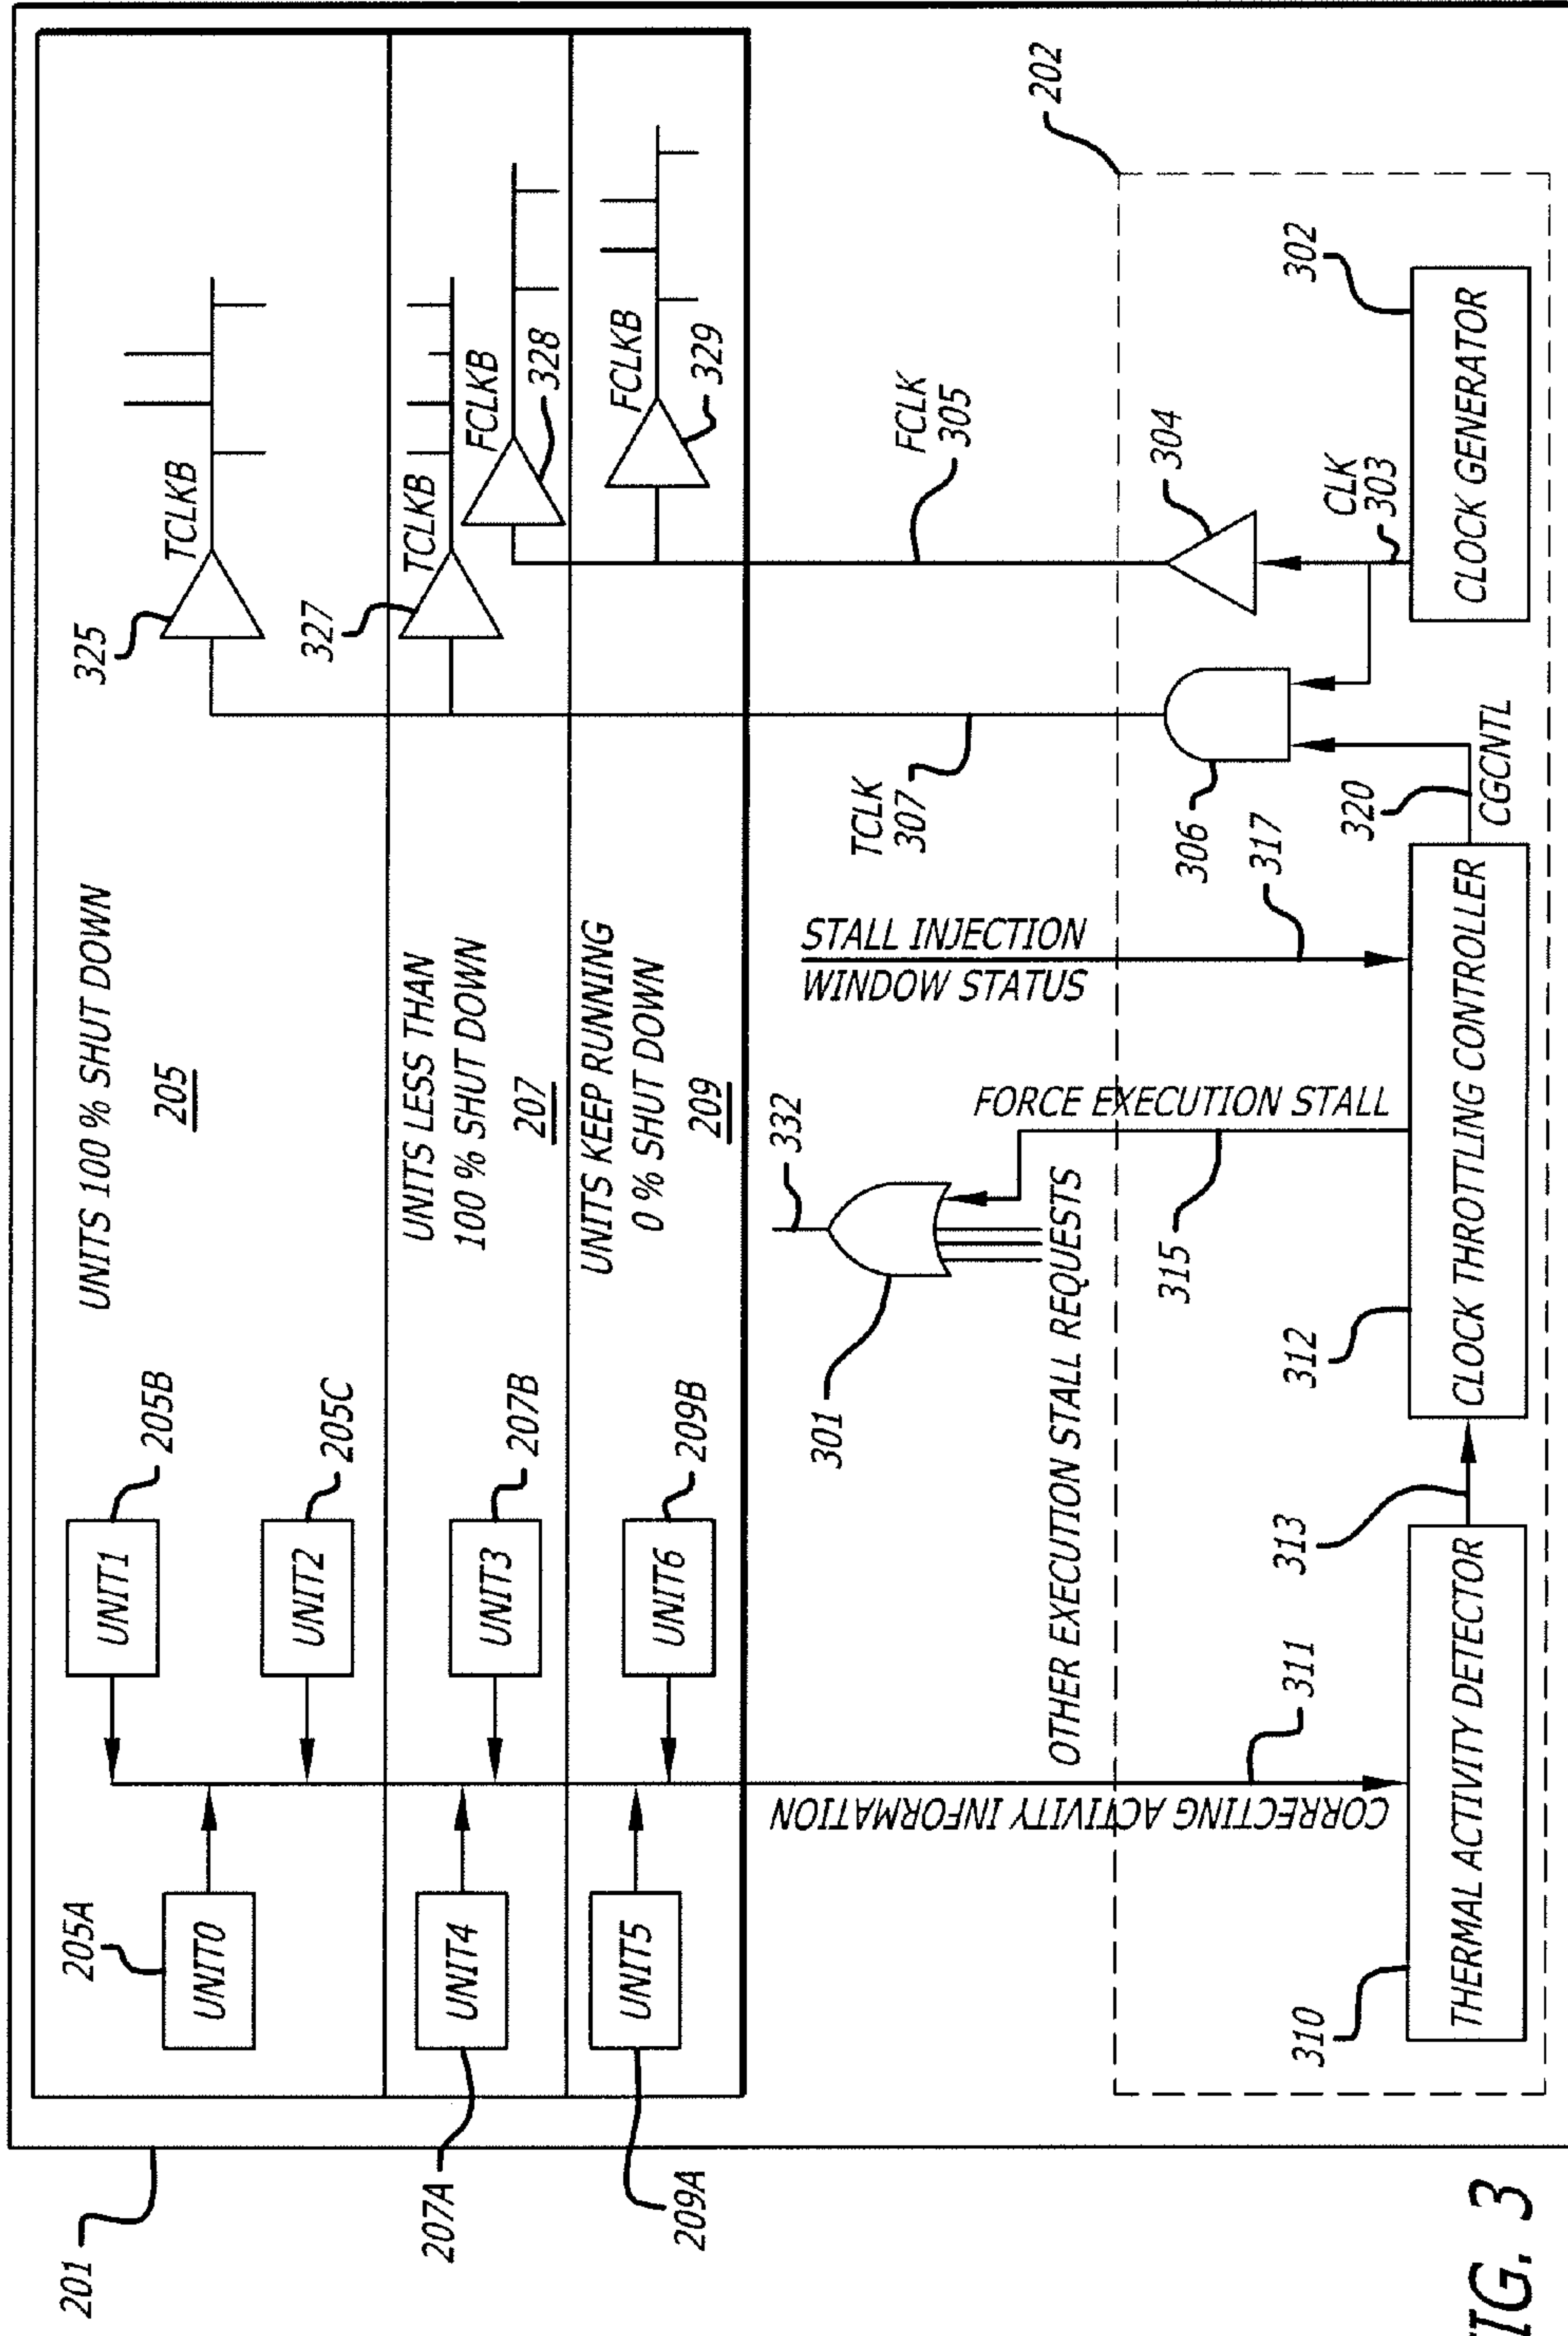 201
205A
UNIT0
UNIT1
205B
UNIT2
205C
UNITS 100 % SHUT DOWN
205
325
TCLKB
207A
UNIT4
UNIT3
207B
UNITS LESS THAN
100 % SHUT DOWN
207
327
TCLKB
FCLKB
328
209A
UNIT5
UNIT6
209B
UNITS KEEP RUNNING
0 % SHUT DOWN
209
FCLKB
329
CORRECTING ACTIVITY INFORMATION
311
301
332
OTHER EXECUTION STALL REQUESTS
FORCE EXECUTION STALL
315
STALL INJECTION
WINDOW STATUS
317
TCLK
307
FCLK
305
202
306
304
310
THERMAL ACTIVITY DETECTOR
313
312
CLOCK THROTTLING CONTROLLER
320
CGCNTL
CLK
303
302
CLOCK GENERATOR
FIG. 3